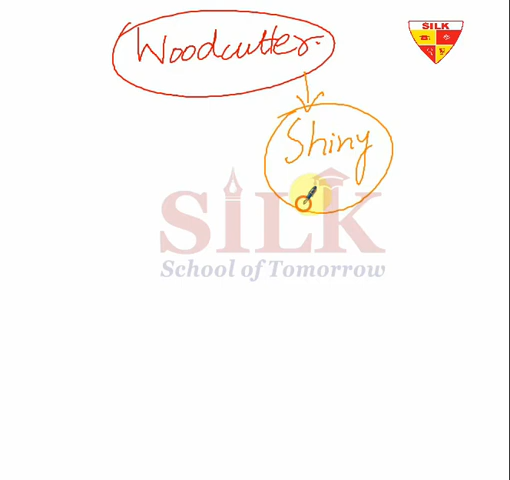 Woodcutter.
SILK
Shiny
SiLK
School of Tomorrow